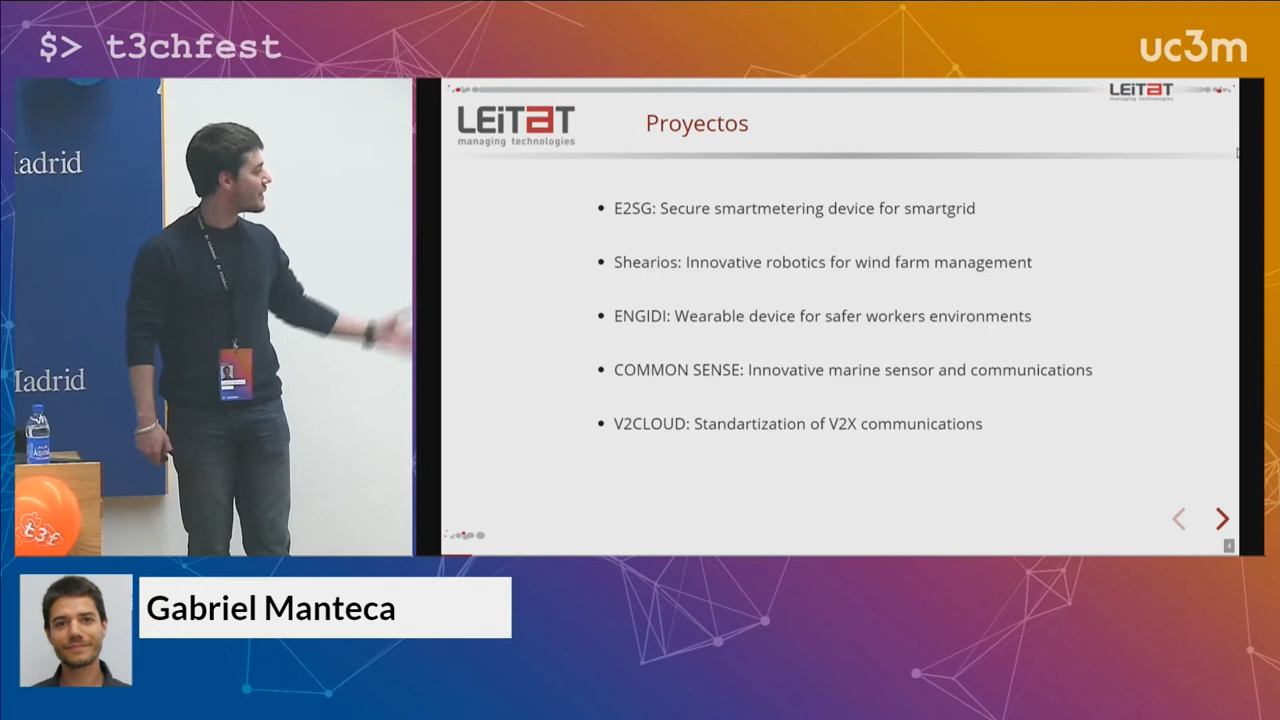 $> t3chfest
uc3m
Madrid
Madrid
t3f
LEITAT
managing technologies
LEITAT
managing technologies
Proyectos
• E2SG: Secure smartmetering device for smartgrid
• Shearios: Innovative robotics for wind farm management
• ENGIDI: Wearable device for safer workers environments
• COMMON SENSE: Innovative marine sensor and communications
• V2CLOUD: Standartization of V2X communications
4
Gabriel Manteca